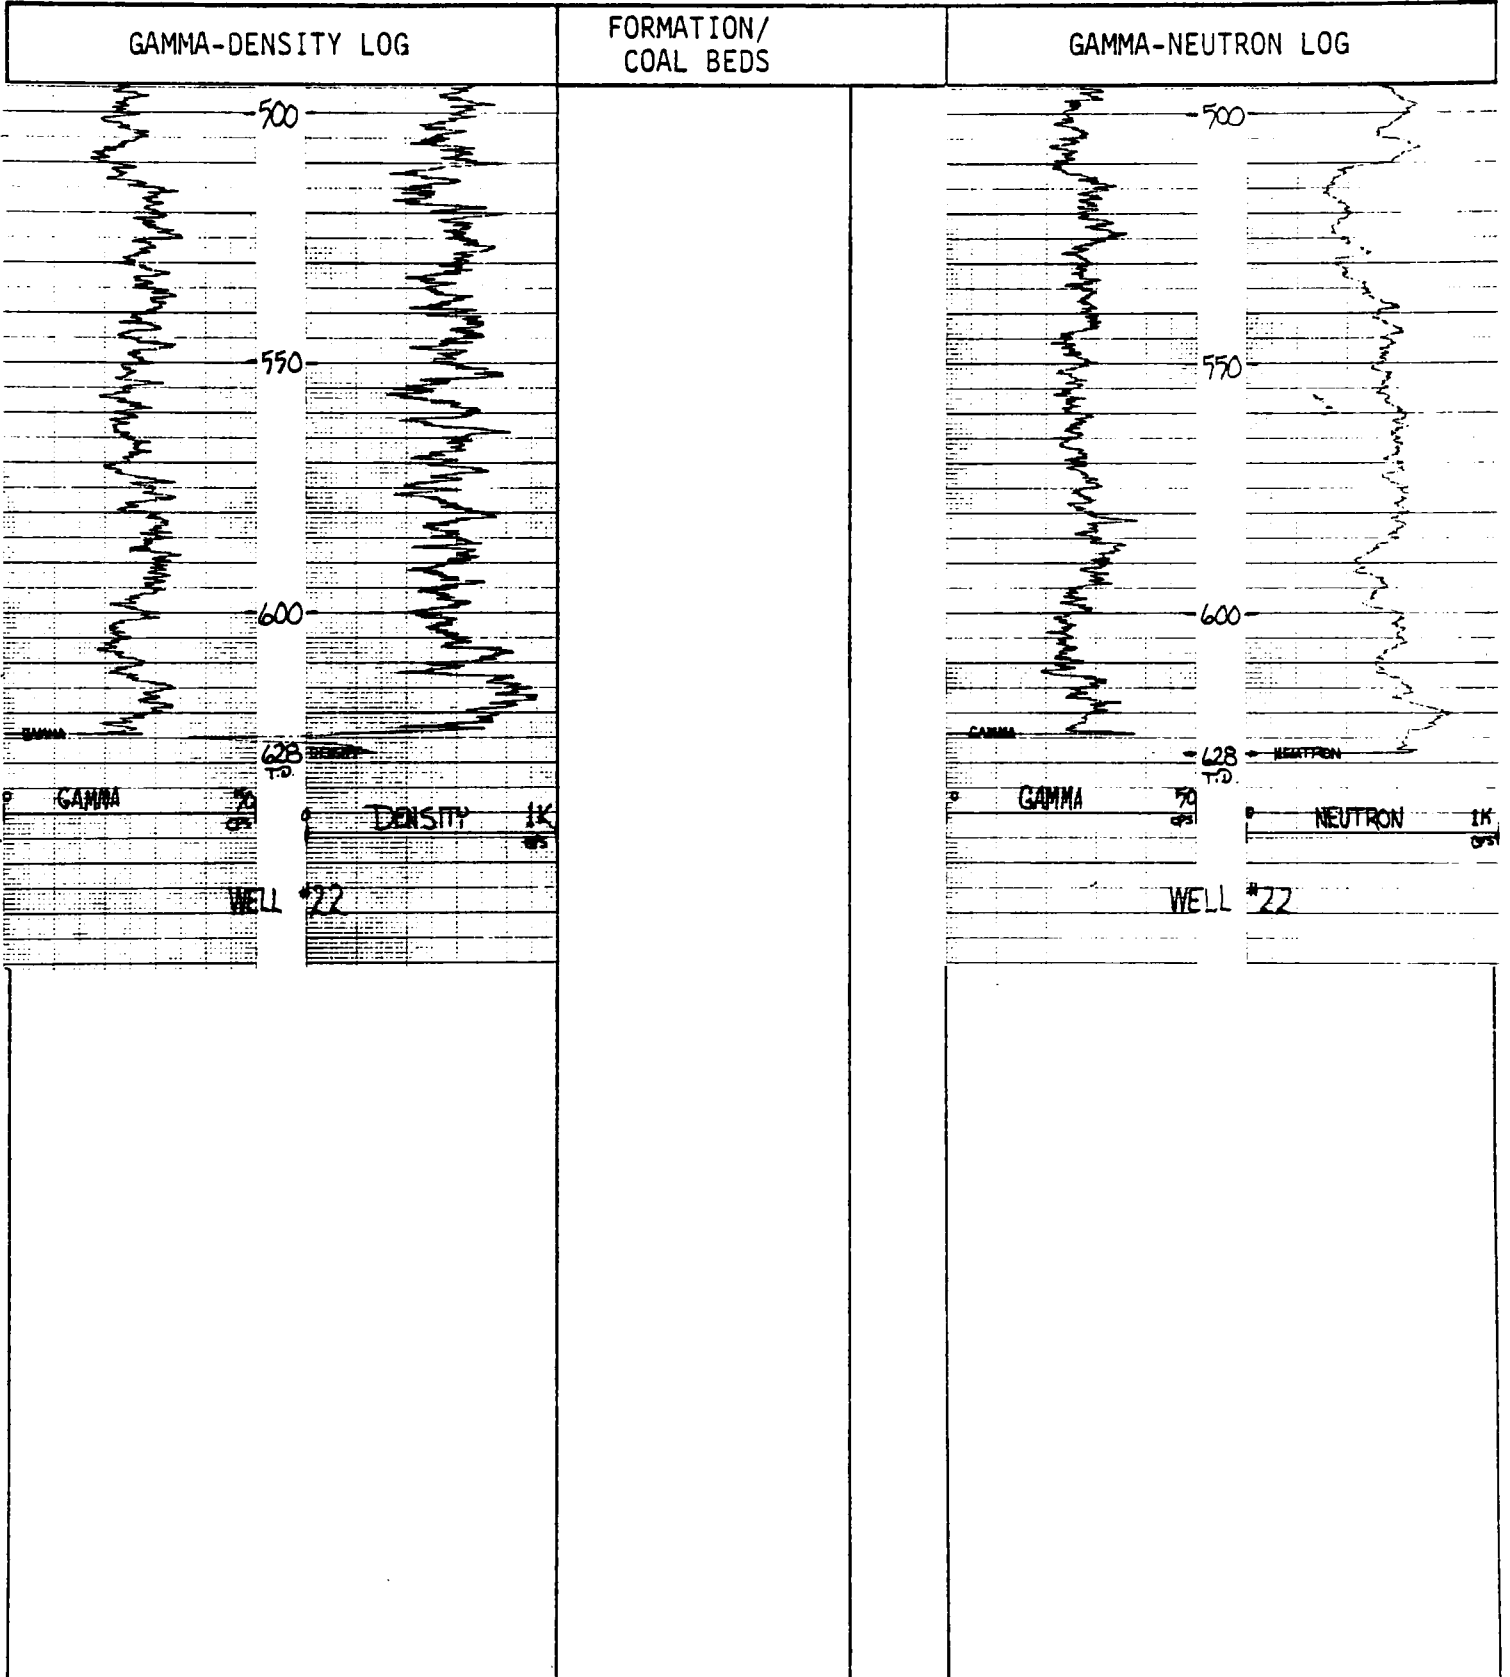 GAMMA-DENSITY LOG
FORMATION/
COAL BEDS
GAMMA-NEUTRON LOG
500
550
600
GAMMA
628
T.D.
DENSITY
0 GAMMA 50
CPS
0 DENSITY 1K
CPS
WELL #22
500
550
600
GAMMA
628
T.D.
NEUTRON
0 GAMMA 50
CPS
0 NEUTRON 1K
CPS
WELL #22